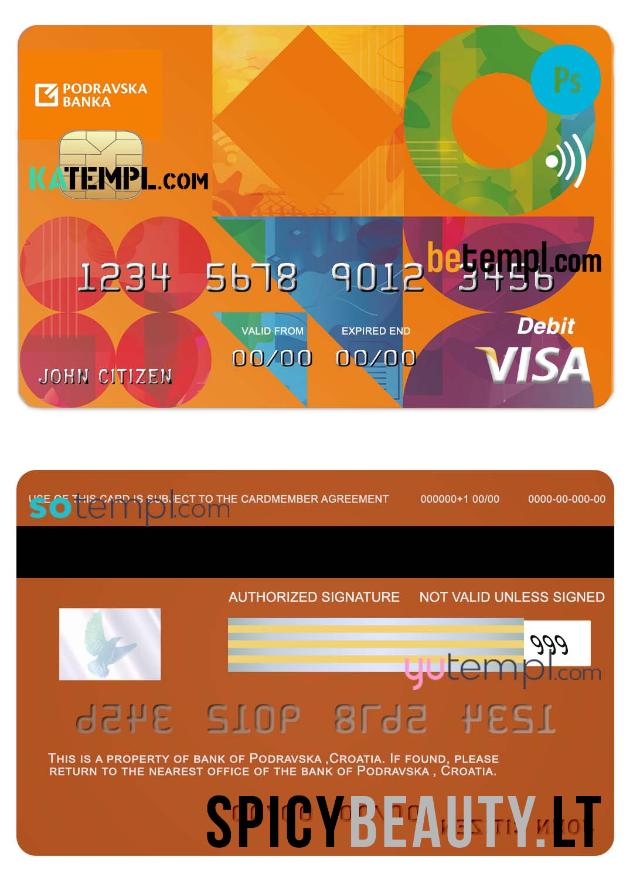 PODRAVSKA
BANKA
Ps
KATEMPL.COM
betempl.com
1234 5678 9012 3456
VALID FROM EXPIRED END
00/00 00/00
Debit
JOHN CITIZEN
VISA
USE OF THIS CARD IS SUBJECT TO THE CARDMEMBER AGREEMENT 000000+1 00/00 0000-00-000-00
sotempl.com
AUTHORIZED SIGNATURE NOT VALID UNLESS SIGNED
999
yutempl.com
THIS IS A PROPERTY OF BANK OF PODRAVSKA ,CROATIA. IF FOUND, PLEASE
RETURN TO THE NEAREST OFFICE OF THE BANK OF PODRAVSKA , CROATIA.
SPICYBEAUTY.LT